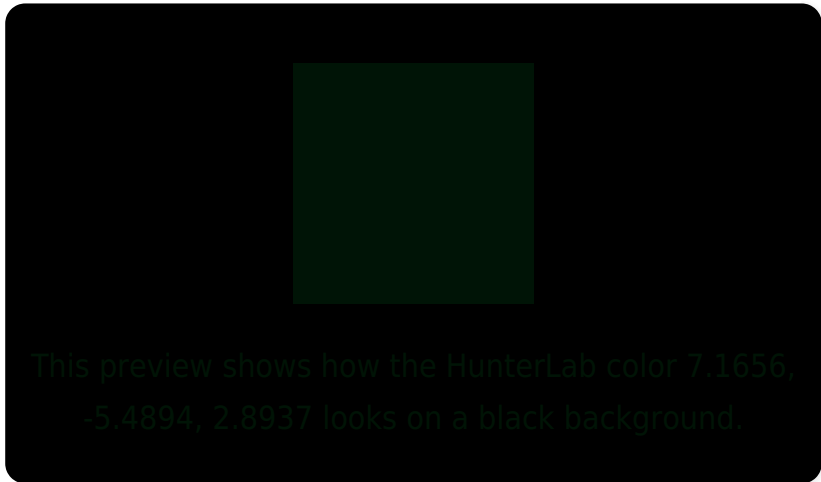 This preview shows how the HunterLab color 7.1656,
-5.4894, 2.8937 looks on a black background.